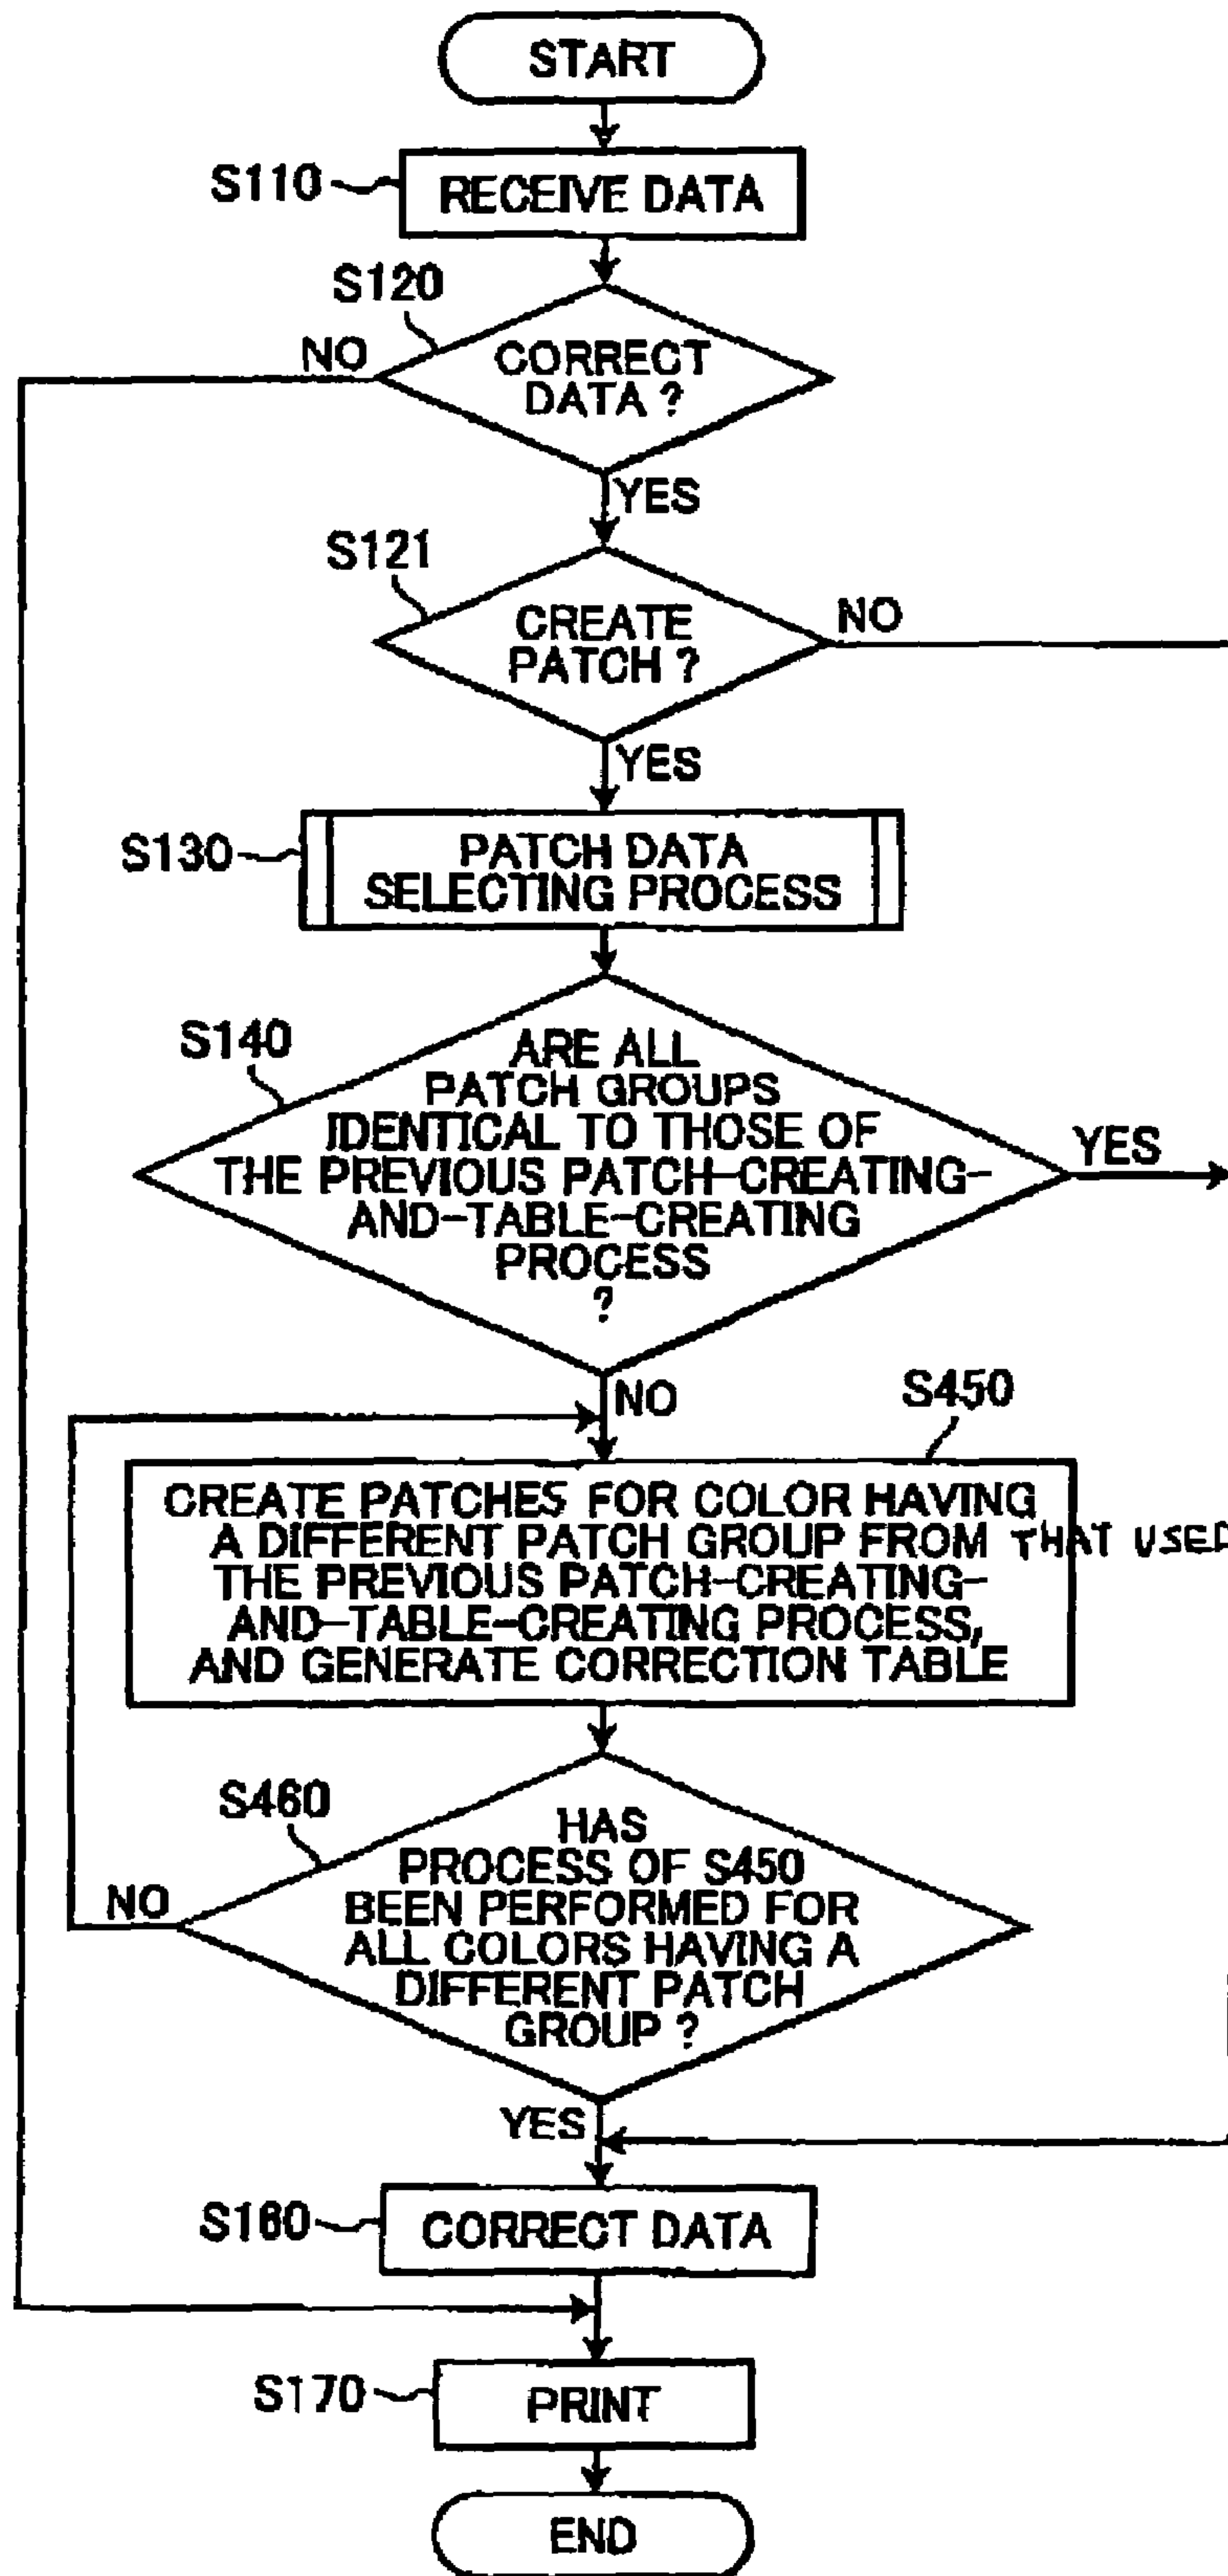 START
S110
RECEIVE DATA
S120
NO
CORRECT
DATA ?
YES
S121
CREATE
PATCH ?
NO
YES
S130
PATCH DATA
SELECTING PROCESS
S140
ARE ALL
PATCH GROUPS
IDENTICAL TO THOSE OF
THE PREVIOUS PATCH-CREATING-
AND-TABLE-CREATING
PROCESS
?
YES
NO
S450
CREATE PATCHES FOR COLOR HAVING
A DIFFERENT PATCH GROUP FROM THAT USED
THE PREVIOUS PATCH-CREATING-
AND-TABLE-CREATING PROCESS,
AND GENERATE CORRECTION TABLE
S460
HAS
PROCESS OF S450
BEEN PERFORMED FOR
ALL COLORS HAVING A
DIFFERENT PATCH
GROUP ?
NO
YES
S160
CORRECT DATA
S170
PRINT
END